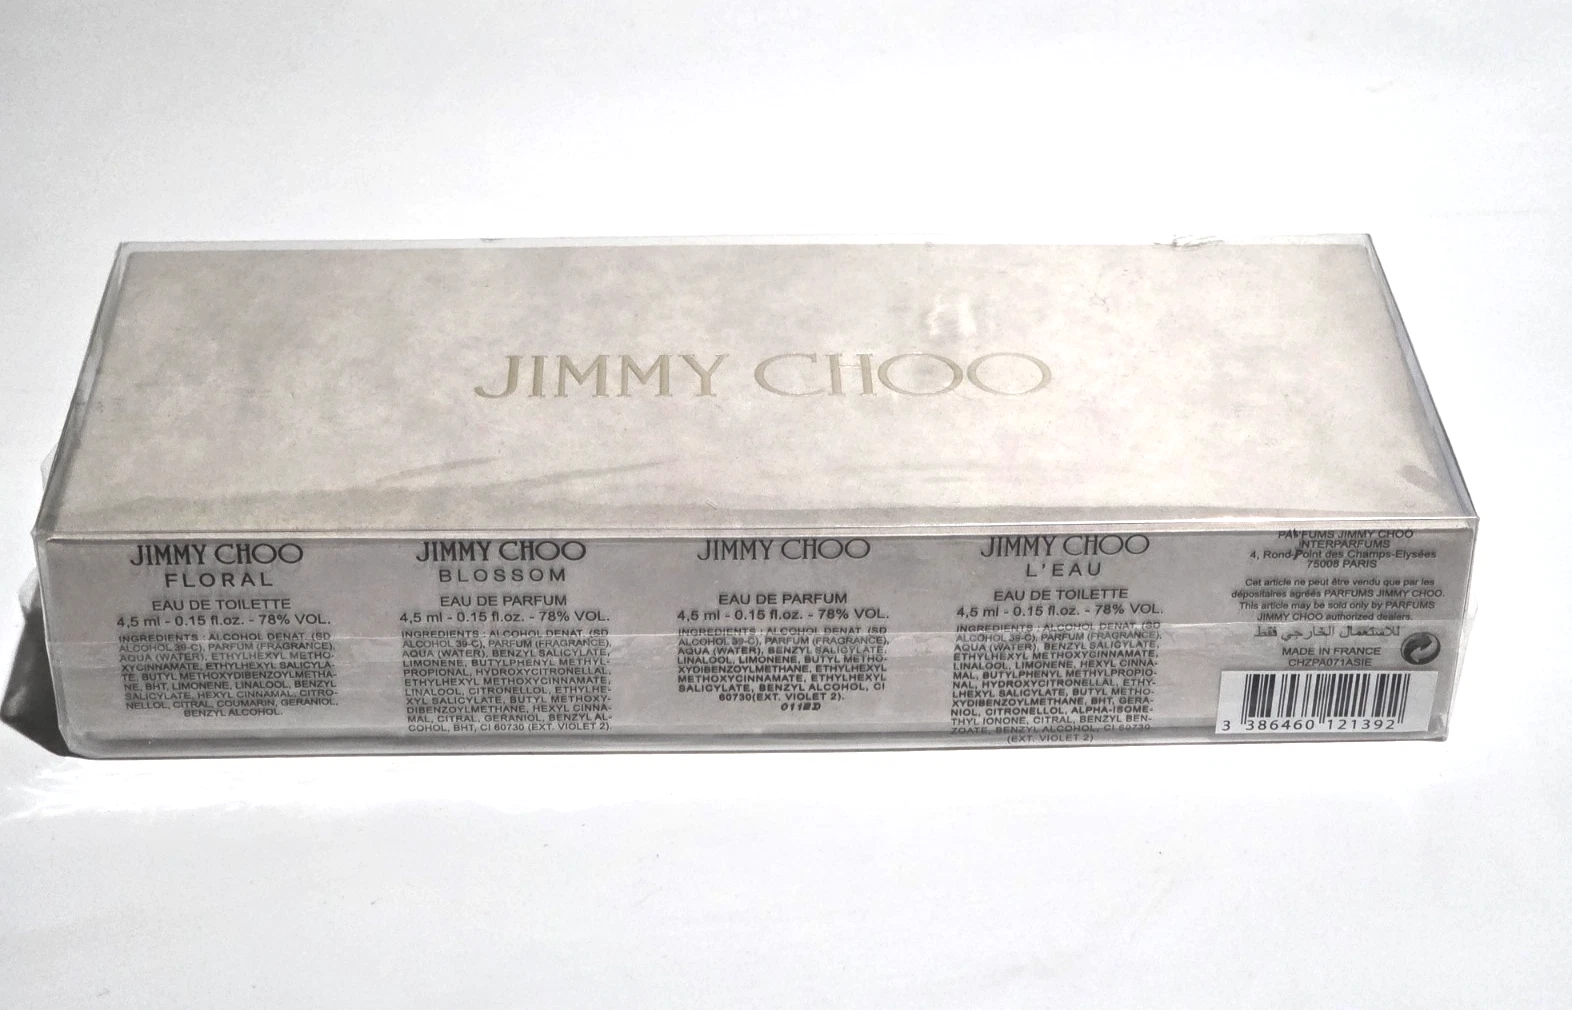 JIMMY CHOO
JIMMY CHOO
FLORAL
EAU DE TOILETTE
4,5 ml - 0.15 fl.oz. - 78% VOL.
INGREDIENTS : ALCOHOL DENAT. (SD
ALCOHOL 39-C), PARFUM (FRAGRANCE),
AQUA (WATER), ETHYLHEXYL METHO-
XYCINNAMATE, ETHYLHEXYL SALICYLA-
TE, BUTYL METHOXYDIBENZOYLMETHA-
NE, BHT, LIMONENE, LINALOOL, BENZYL
SALICYLATE, HEXYL CINNAMAL, CITRO-
NELLOL, CITRAL, COUMARIN, GERANIOL,
BENZYL ALCOHOL.
JIMMY CHOO
BLOSSOM
EAU DE PARFUM
4,5 ml - 0.15 fl.oz. - 78% VOL.
INGREDIENTS : ALCOHOL DENAT. (SD
ALCOHOL 39-C), PARFUM (FRAGRANCE),
AQUA (WATER), BENZYL SALICYLATE,
LIMONENE, BUTYLPHENYL METHYL-
PROPIONAL, HYDROXYCITRONELLAL,
ETHYLHEXYL METHOXYCINNAMATE,
LINALOOL, CITRONELLOL, ETHYLHE-
XYL SALICYLATE, BUTYL METHOXY-
DIBENZOYLMETHANE, HEXYL CINNA-
MAL, CITRAL, GERANIOL, BENZYL AL-
COHOL, BHT, CI 60730 (EXT. VIOLET 2)
JIMMY CHOO
EAU DE PARFUM
4,5 ml - 0.15 fl.oz. - 78% VOL.
INGREDIENTS : ALCOHOL DENAT. (SD
ALCOHOL 39-C), PARFUM (FRAGRANCE),
AQUA (WATER), BENZYL SALICYLATE,
LINALOOL, LIMONENE, BUTYL METHO-
XYDIBENZOYLMETHANE, ETHYLHEXYL
METHOXYCINNAMATE, ETHYLHEXYL
SALICYLATE, BENZYL ALCOHOL, CI
60730(EXT. VIOLET 2).
JIMMY CHOO
L'EAU
EAU DE TOILETTE
4,5 ml - 0.15 fl.oz. - 78% VOL.
INGREDIENTS : ALCOHOL DENAT. (SD
ALCOHOL 39-C), PARFUM (FRAGRANCE),
AQUA (WATER), BENZYL SALICYLATE,
ETHYLHEXYL METHOXYCINNAMATE,
LINALOOL, LIMONENE, HEXYL CINNA-
MAL, BUTYLPHENYL METHYLPROPIO-
NAL, HYDROXYCITRONELLAL, ETHY-
LHEXYL SALICYLATE, BUTYL METHO-
XYDIBENZOYLMETHANE, BHT, GERA-
NIOL, CITRONELLOL, ALPHA-ISOME-
THYL IONONE, CITRAL, BENZYL BEN-
ZOATE, BENZYL ALCOHOL, CI 60730
(EXT. VIOLET 2)
PARFUMS JIMMY CHOO
INTERPARFUMS
4, Rond-Point des Champs-Elysées
75008 PARIS
Cet article ne peut être vendu que par les
dépositaires agréés PARFUMS JIMMY CHOO.
This article may be sold only by PARFUMS
JIMMY CHOO authorized dealers.
للاستعمال الخارجي فقط
MADE IN FRANCE
CHZPA071ASIE
3 386460 121392